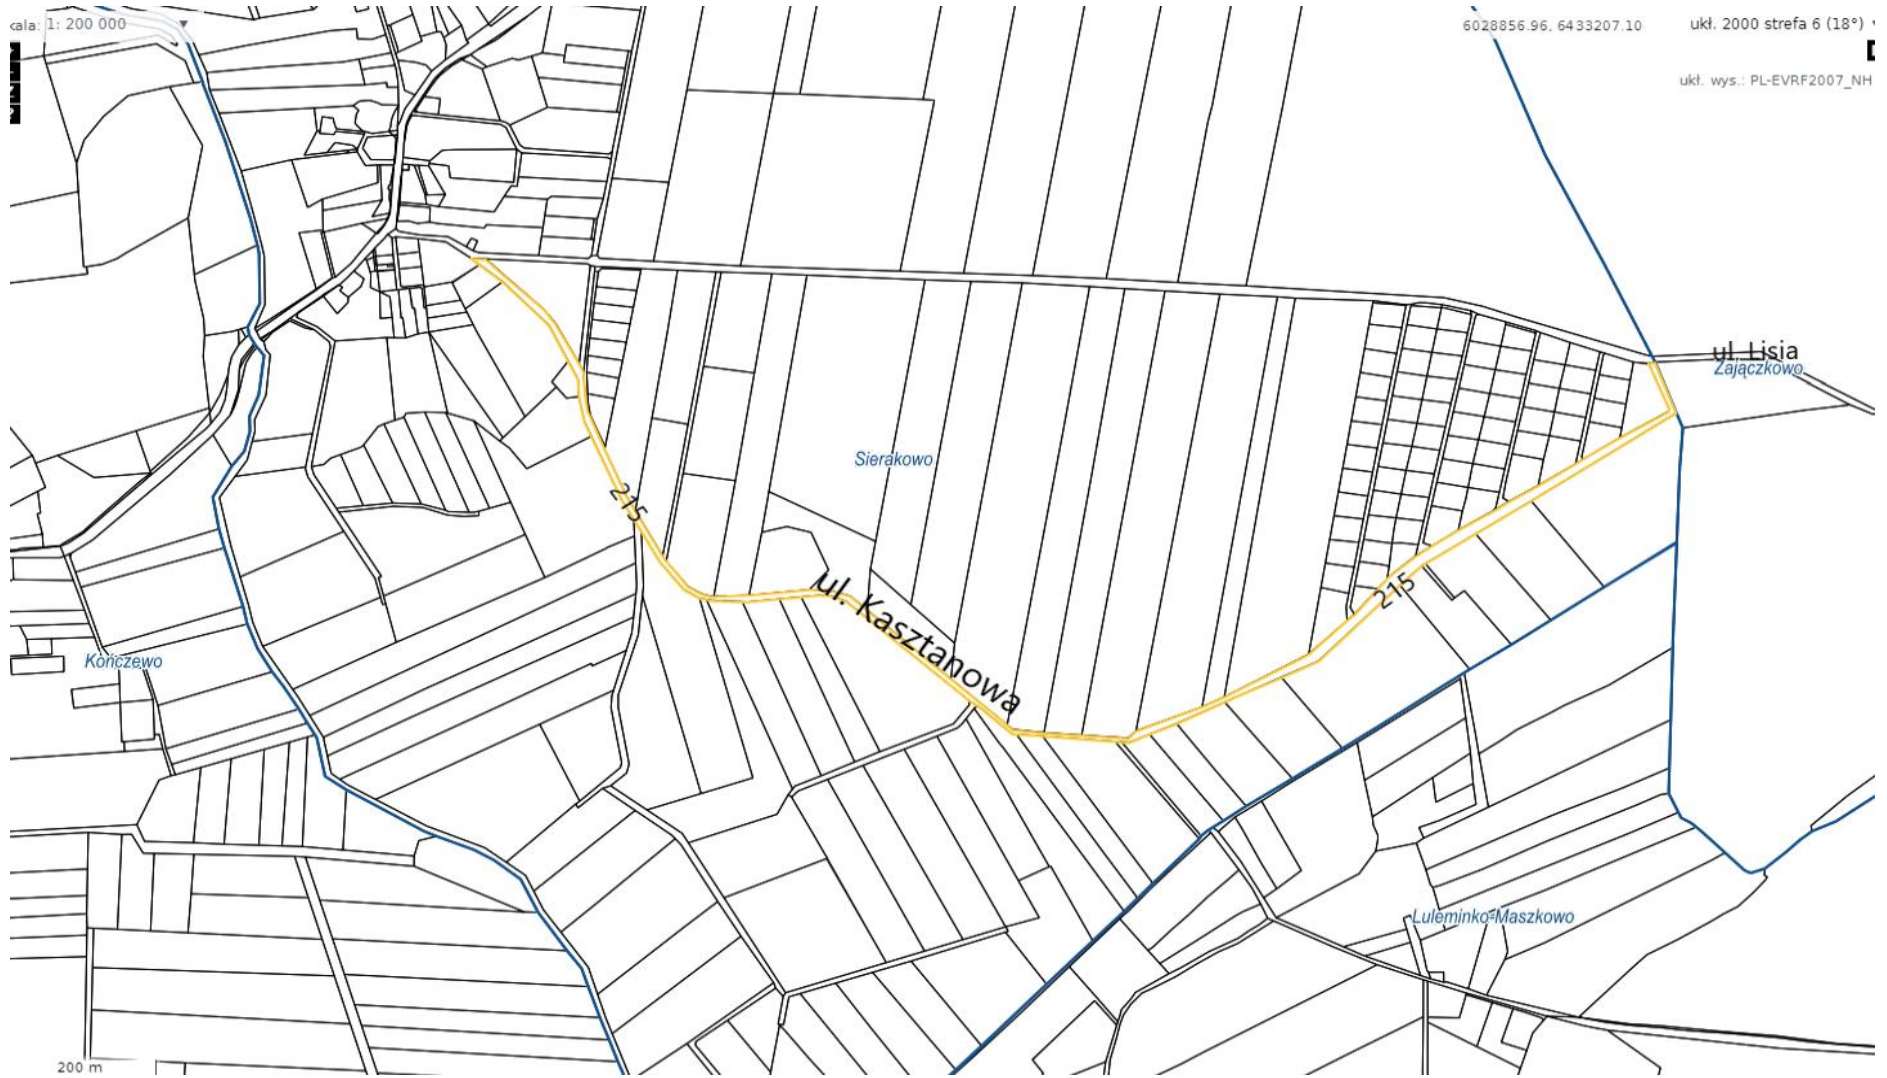 kala: 1: 200 000
6028856.96, 6433207.10
ukł. 2000 strefa 6 (18°)
ukł. wys.: PL-EVRF2007_NH
ul. Lisia
Zajączkowo
Sierakowo
215
ul. Kasztanowa
215
Kończewo
Luleminko-Maszkowo
200 m